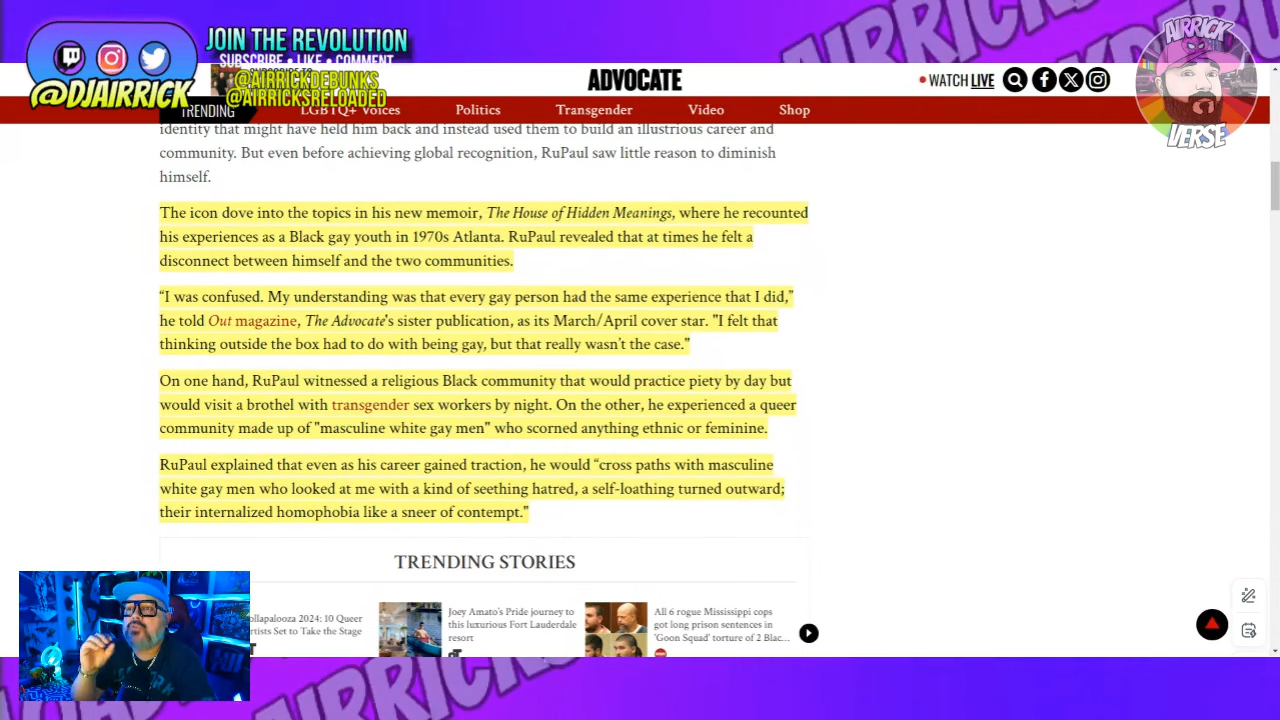 JOIN THE REVOLUTION
SUBSCRIBE • LIKE • COMMENT
@AIRRICKDEBUNKS
@AIRRICKSRELOADED
@DJAIRRICK
ADVOCATE
WATCH LIVE
AIRRICK
VERSE
TRENDING
LGBTQ+ Voices
Politics
Transgender
Video
Shop
identity that might have held him back and instead used them to build an illustrious career and
community. But even before achieving global recognition, RuPaul saw little reason to diminish
himself.
The icon dove into the topics in his new memoir, The House of Hidden Meanings, where he recounted
his experiences as a Black gay youth in 1970s Atlanta. RuPaul revealed that at times he felt a
disconnect between himself and the two communities.
“I was confused. My understanding was that every gay person had the same experience that I did,”
he told Out magazine, The Advocate's sister publication, as its March/April cover star. "I felt that
thinking outside the box had to do with being gay, but that really wasn’t the case."
On one hand, RuPaul witnessed a religious Black community that would practice piety by day but
would visit a brothel with transgender sex workers by night. On the other, he experienced a queer
community made up of "masculine white gay men" who scorned anything ethnic or feminine.
RuPaul explained that even as his career gained traction, he would “cross paths with masculine
white gay men who looked at me with a kind of seething hatred, a self-loathing turned outward;
their internalized homophobia like a sneer of contempt.”
TRENDING STORIES
2024: 10 Queer
Set to Take the Stage
Joey Amato's Pride journey to
this luxurious Fort Lauderdale
resort
All 6 rogue Mississippi cops
got long prison sentences in
'Goon Squad' torture of 2 Blac...